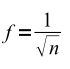 f = 1/√n